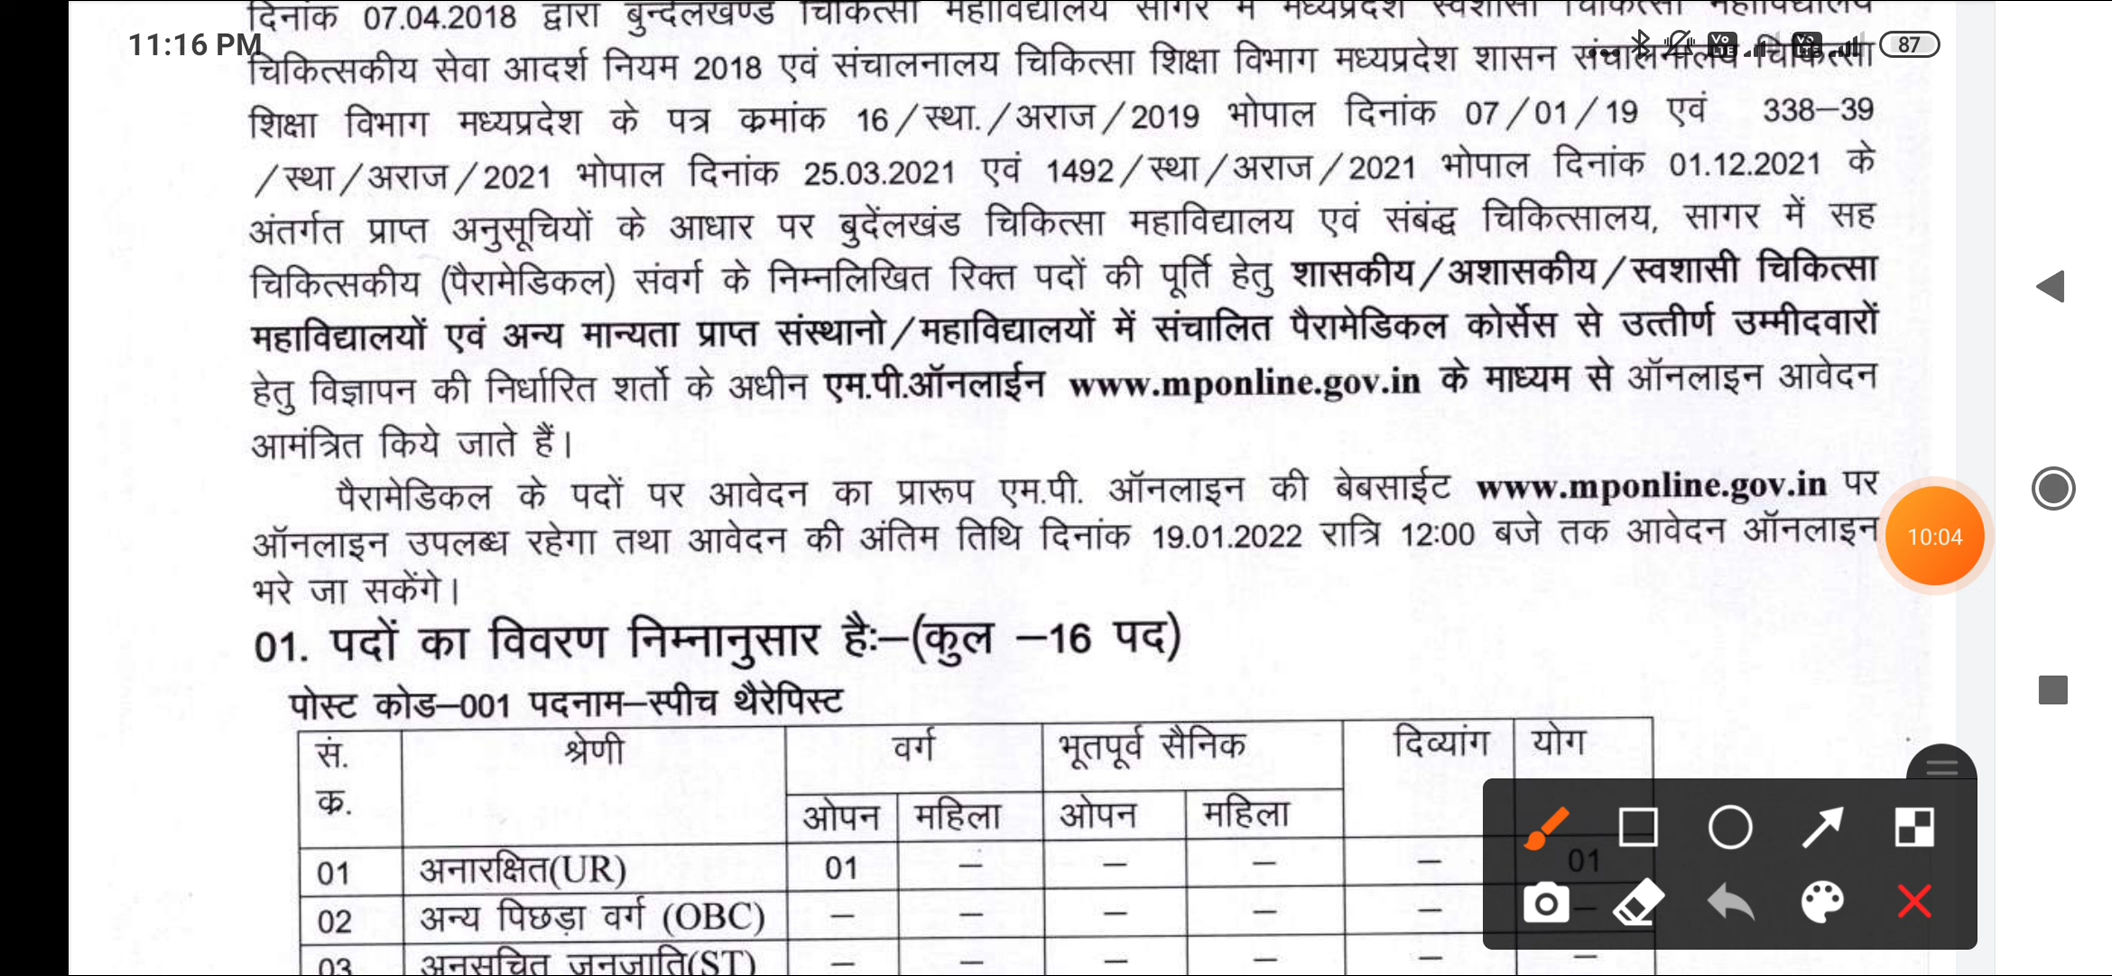 दिनांक 07.04.2018 द्वारा बुन्देलखण्ड चिकित्सा महाविद्यालय सागर में मध्यप्रदेश स्वशासी चिकित्सा महाविद्यालय
11:16 PM
87
चिकित्सकीय सेवा आदर्श नियम 2018 एवं संचालनालय चिकित्सा शिक्षा विभाग मध्यप्रदेश शासन संचालनालय चिकित्सा
शिक्षा विभाग मध्यप्रदेश के पत्र क्रमांक 16/स्था./अराज/2019 भोपाल दिनांक 07/01/19 एवं 338–39
/स्था/अराज/2021 भोपाल दिनांक 25.03.2021 एवं 1492/स्था/अराज/2021 भोपाल दिनांक 01.12.2021 के
अंतर्गत प्राप्त अनुसूचियों के आधार पर बुदेंलखंड चिकित्सा महाविद्यालय एवं संबंद्ध चिकित्सालय, सागर में सह
चिकित्सकीय (पैरामेडिकल) संवर्ग के निम्नलिखित रिक्त पदों की पूर्ति हेतु शासकीय/अशासकीय/स्वशासी चिकित्सा
महाविद्यालयों एवं अन्य मान्यता प्राप्त संस्थानो/महाविद्यालयों में संचालित पैरामेडिकल कोर्सेस से उत्तीर्ण उम्मीदवारों
हेतु विज्ञापन की निर्धारित शर्तो के अधीन एम.पी.ऑनलाईन www.mponline.gov.in के माध्यम से ऑनलाइन आवेदन
आमंत्रित किये जाते हैं।
पैरामेडिकल के पदों पर आवेदन का प्रारूप एम.पी. ऑनलाइन की बेबसाईट www.mponline.gov.in पर
ऑनलाइन उपलब्ध रहेगा तथा आवेदन की अंतिम तिथि दिनांक 19.01.2022 रात्रि 12:00 बजे तक आवेदन ऑनलाइन
10:04
भरे जा सकेंगे।
01. पदों का विवरण निम्नानुसार है:–(कुल –16 पद)
पोस्ट कोड–001 पदनाम–स्पीच थैरेपिस्ट
सं. क. श्रेणी वर्ग भूतपूर्व सैनिक दिव्यांग योग
ओपन महिला ओपन महिला
01 अनारक्षित(UR) 01 – – – – 01
02 अन्य पिछड़ा वर्ग (OBC) – – – – – –
03 अनुसूचित जनजाति(ST) – – – – – –